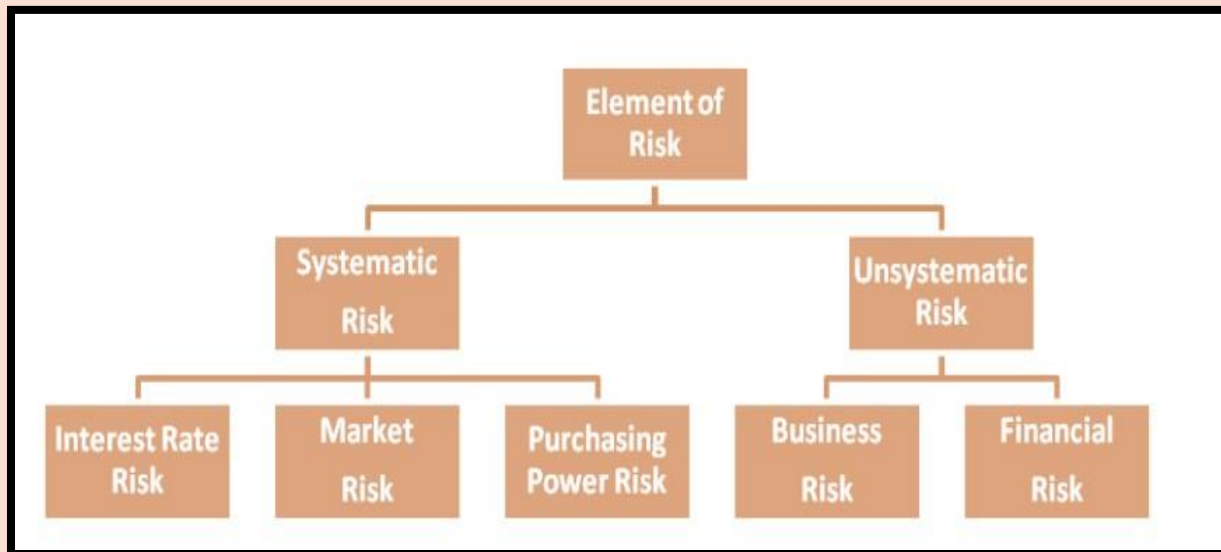 Element of
Risk
Systematic
Risk
Unsystematic
Risk
Interest Rate
Risk
Market
Risk
Purchasing
Power Risk
Business
Risk
Financial
Risk